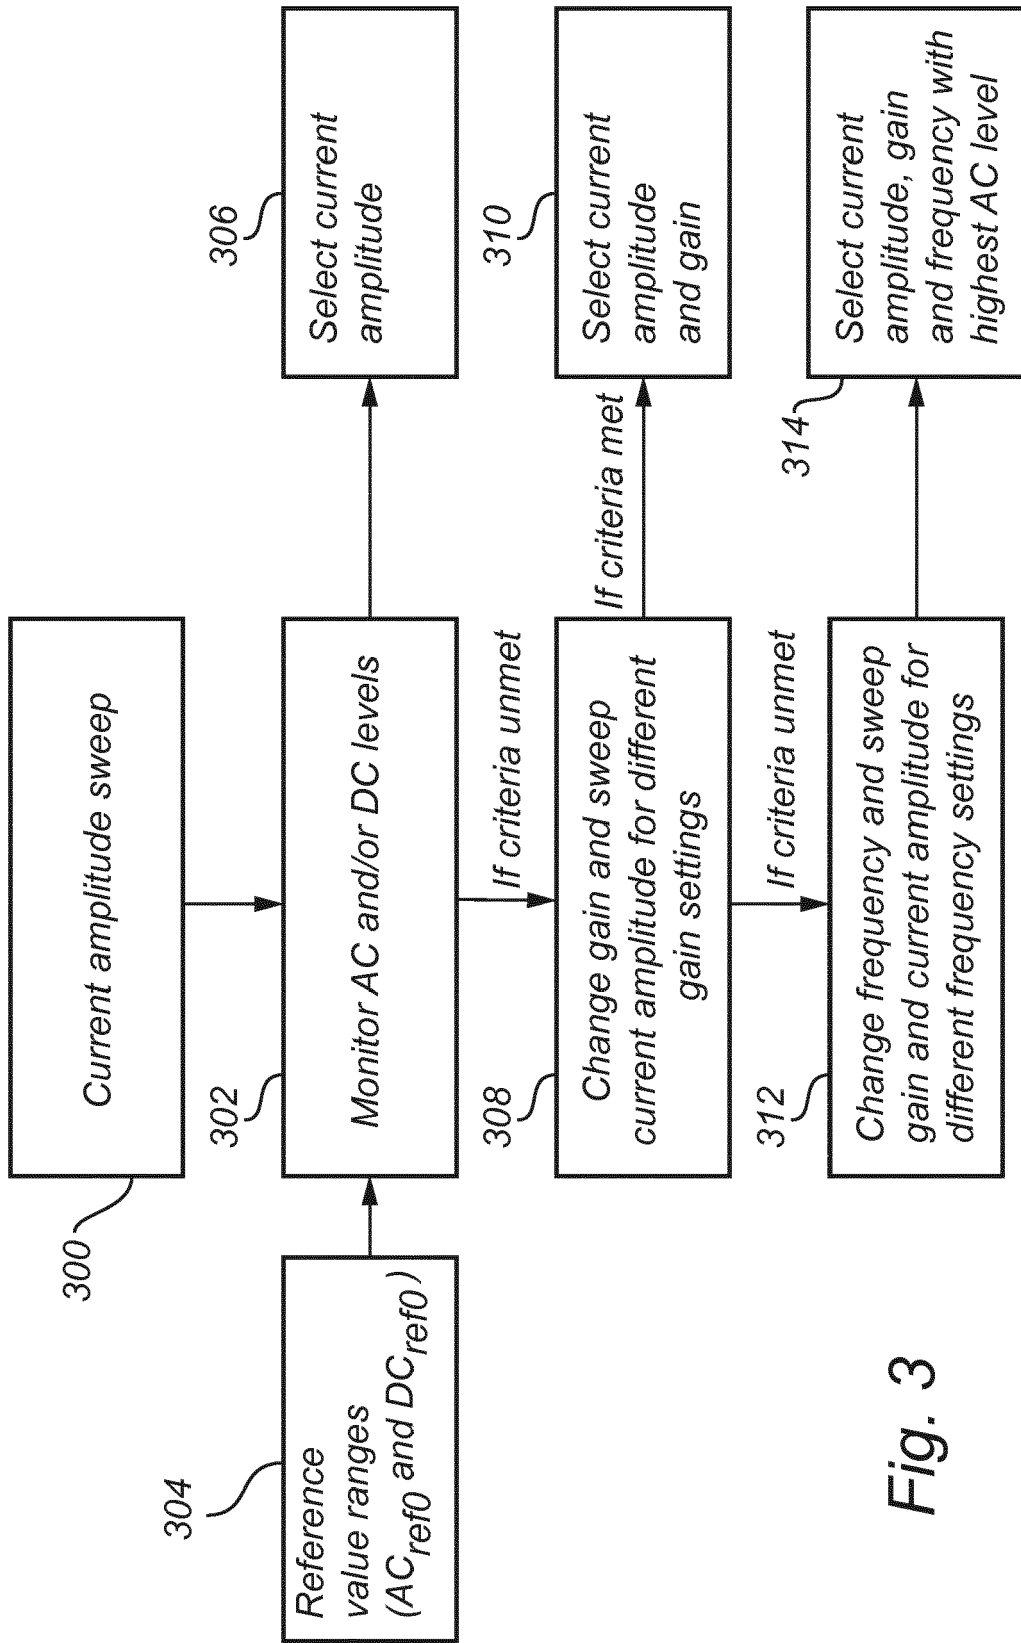 300
Current amplitude sweep
304
Reference
value ranges
(ACref0 and DCref0)
302
Monitor AC and/or DC levels
306
Select current
amplitude
If criteria unmet
308
Change gain and sweep
current amplitude for different
gain settings
If criteria met
310
Select current
amplitude
and gain
If criteria unmet
312
Change frequency and sweep
gain and current amplitude for
different frequency settings
314
Select current
amplitude, gain
and frequency with
highest AC level
Fig. 3